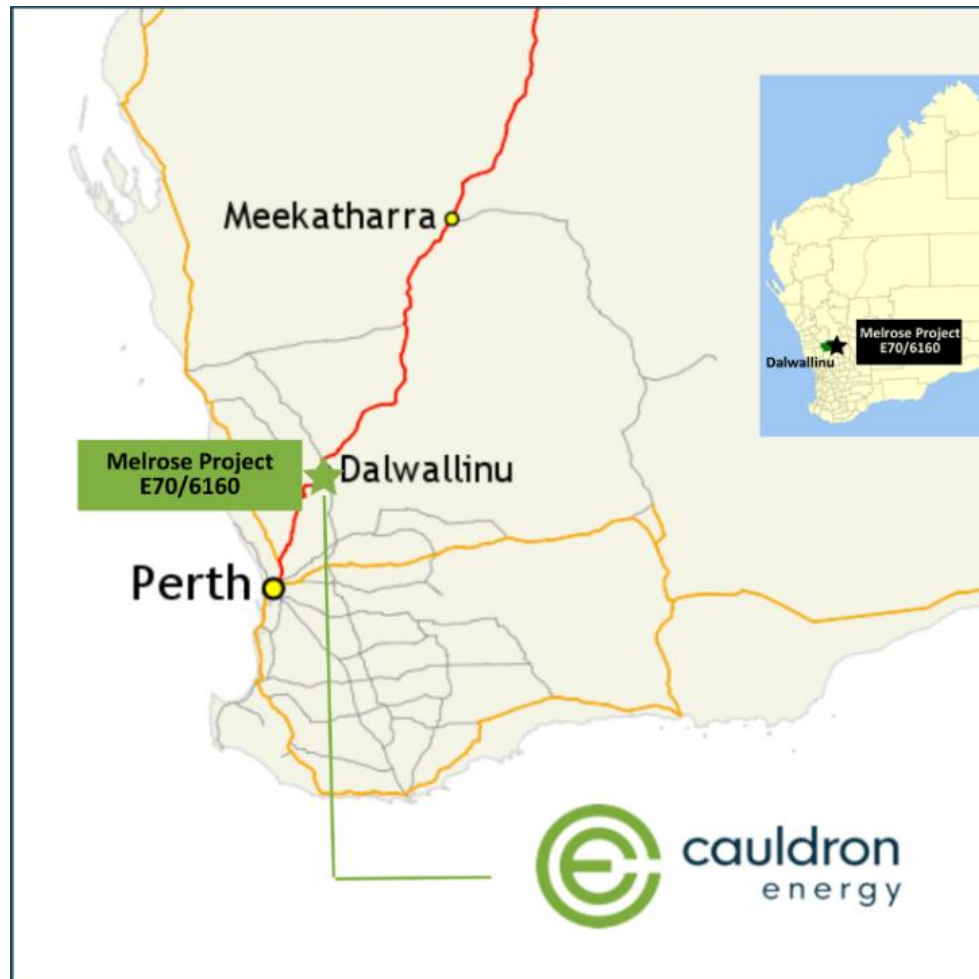 Meekatharra
Melrose Project
E70/6160
Dalwallinu
Melrose Project
E70/6160
Dalwallinu
Perth
cauldron
energy